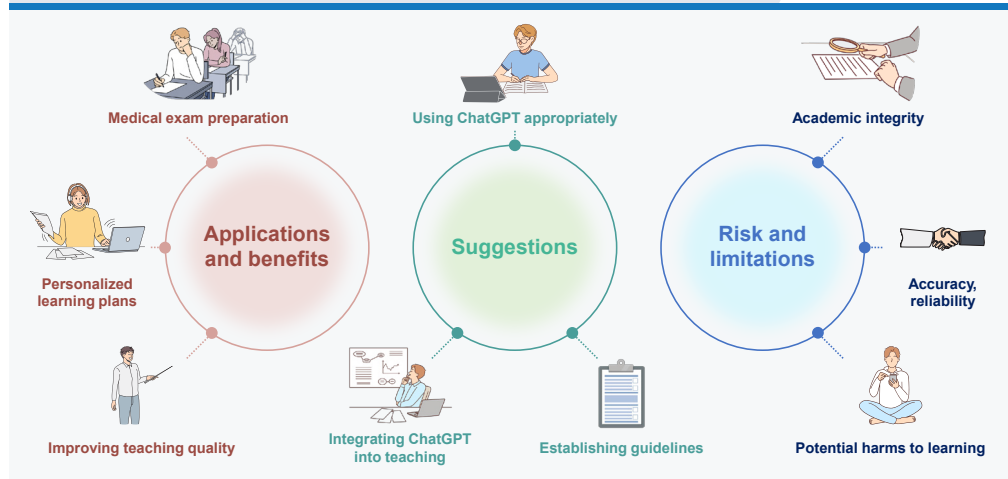 Medical exam preparation
Using ChatGPT appropriately
Academic integrity
Applications
and benefits
Suggestions
Risk and
limitations
Personalized
learning plans
Accuracy,
reliability
Improving teaching quality
Integrating ChatGPT
into teaching
Establishing guidelines
Potential harms to learning